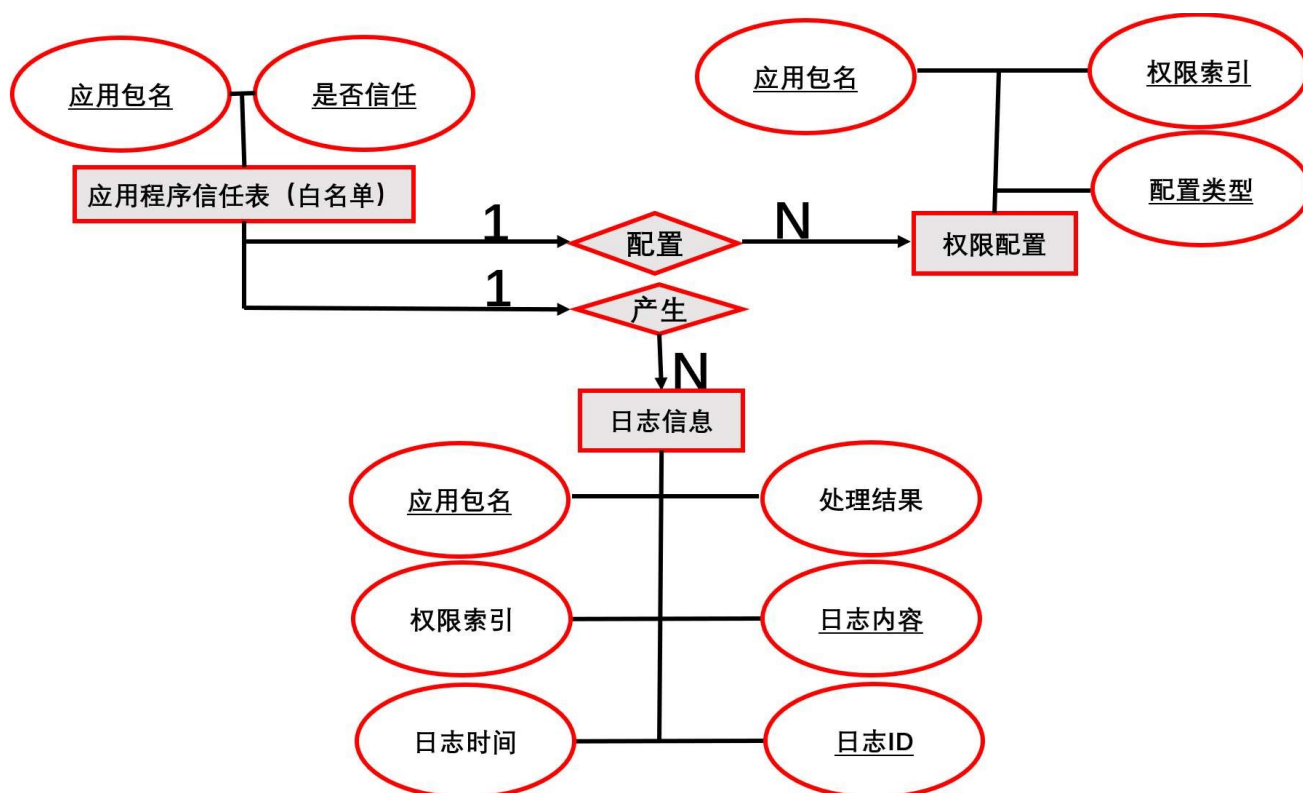 应用包名
是否信任
应用包名
权限索引
应用程序信任表（白名单）
配置类型
1
配置
N
权限配置
1
产生
N
日志信息
应用包名
处理结果
权限索引
日志内容
日志时间
日志ID